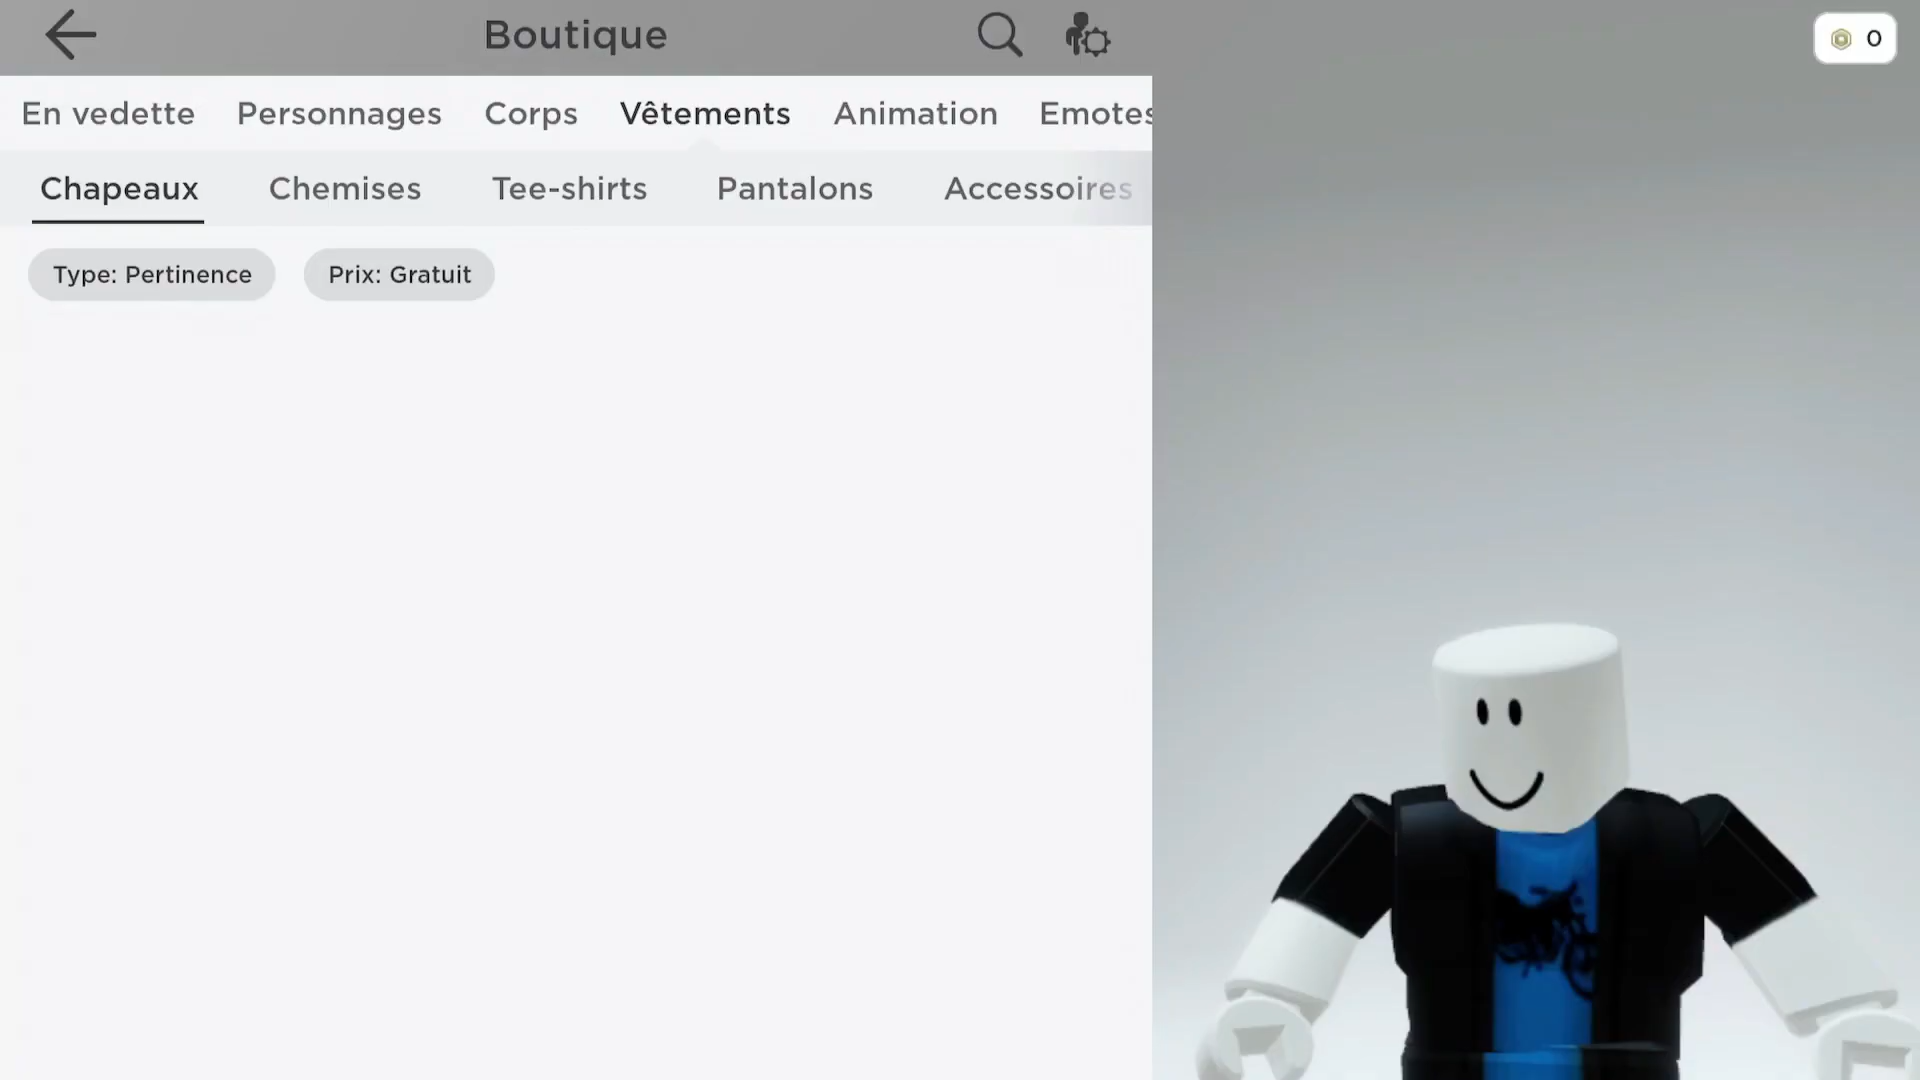 Boutique
0
En vedette Personnages Corps Vêtements Animation Emotes
Chapeaux Chemises Tee-shirts Pantalons Accessoires
Type: Pertinence Prix: Gratuit